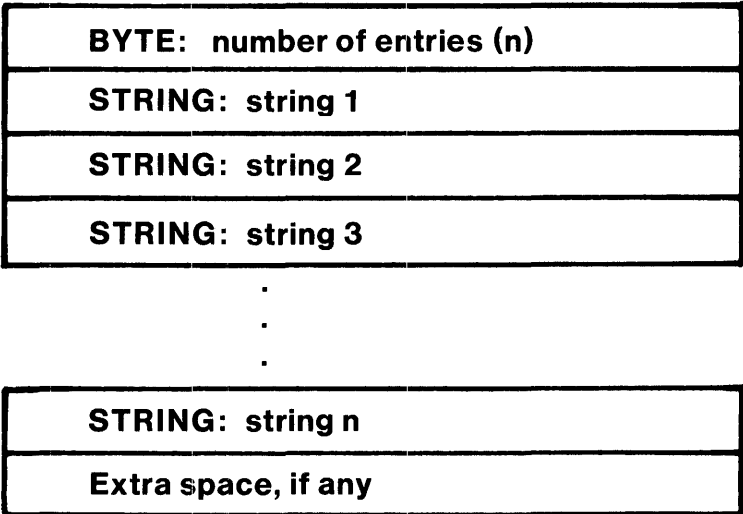 BYTE: number of entries (n)
STRING: string 1
STRING: string 2
STRING: string 3
.
.
.
STRING: string n
Extra space, if any